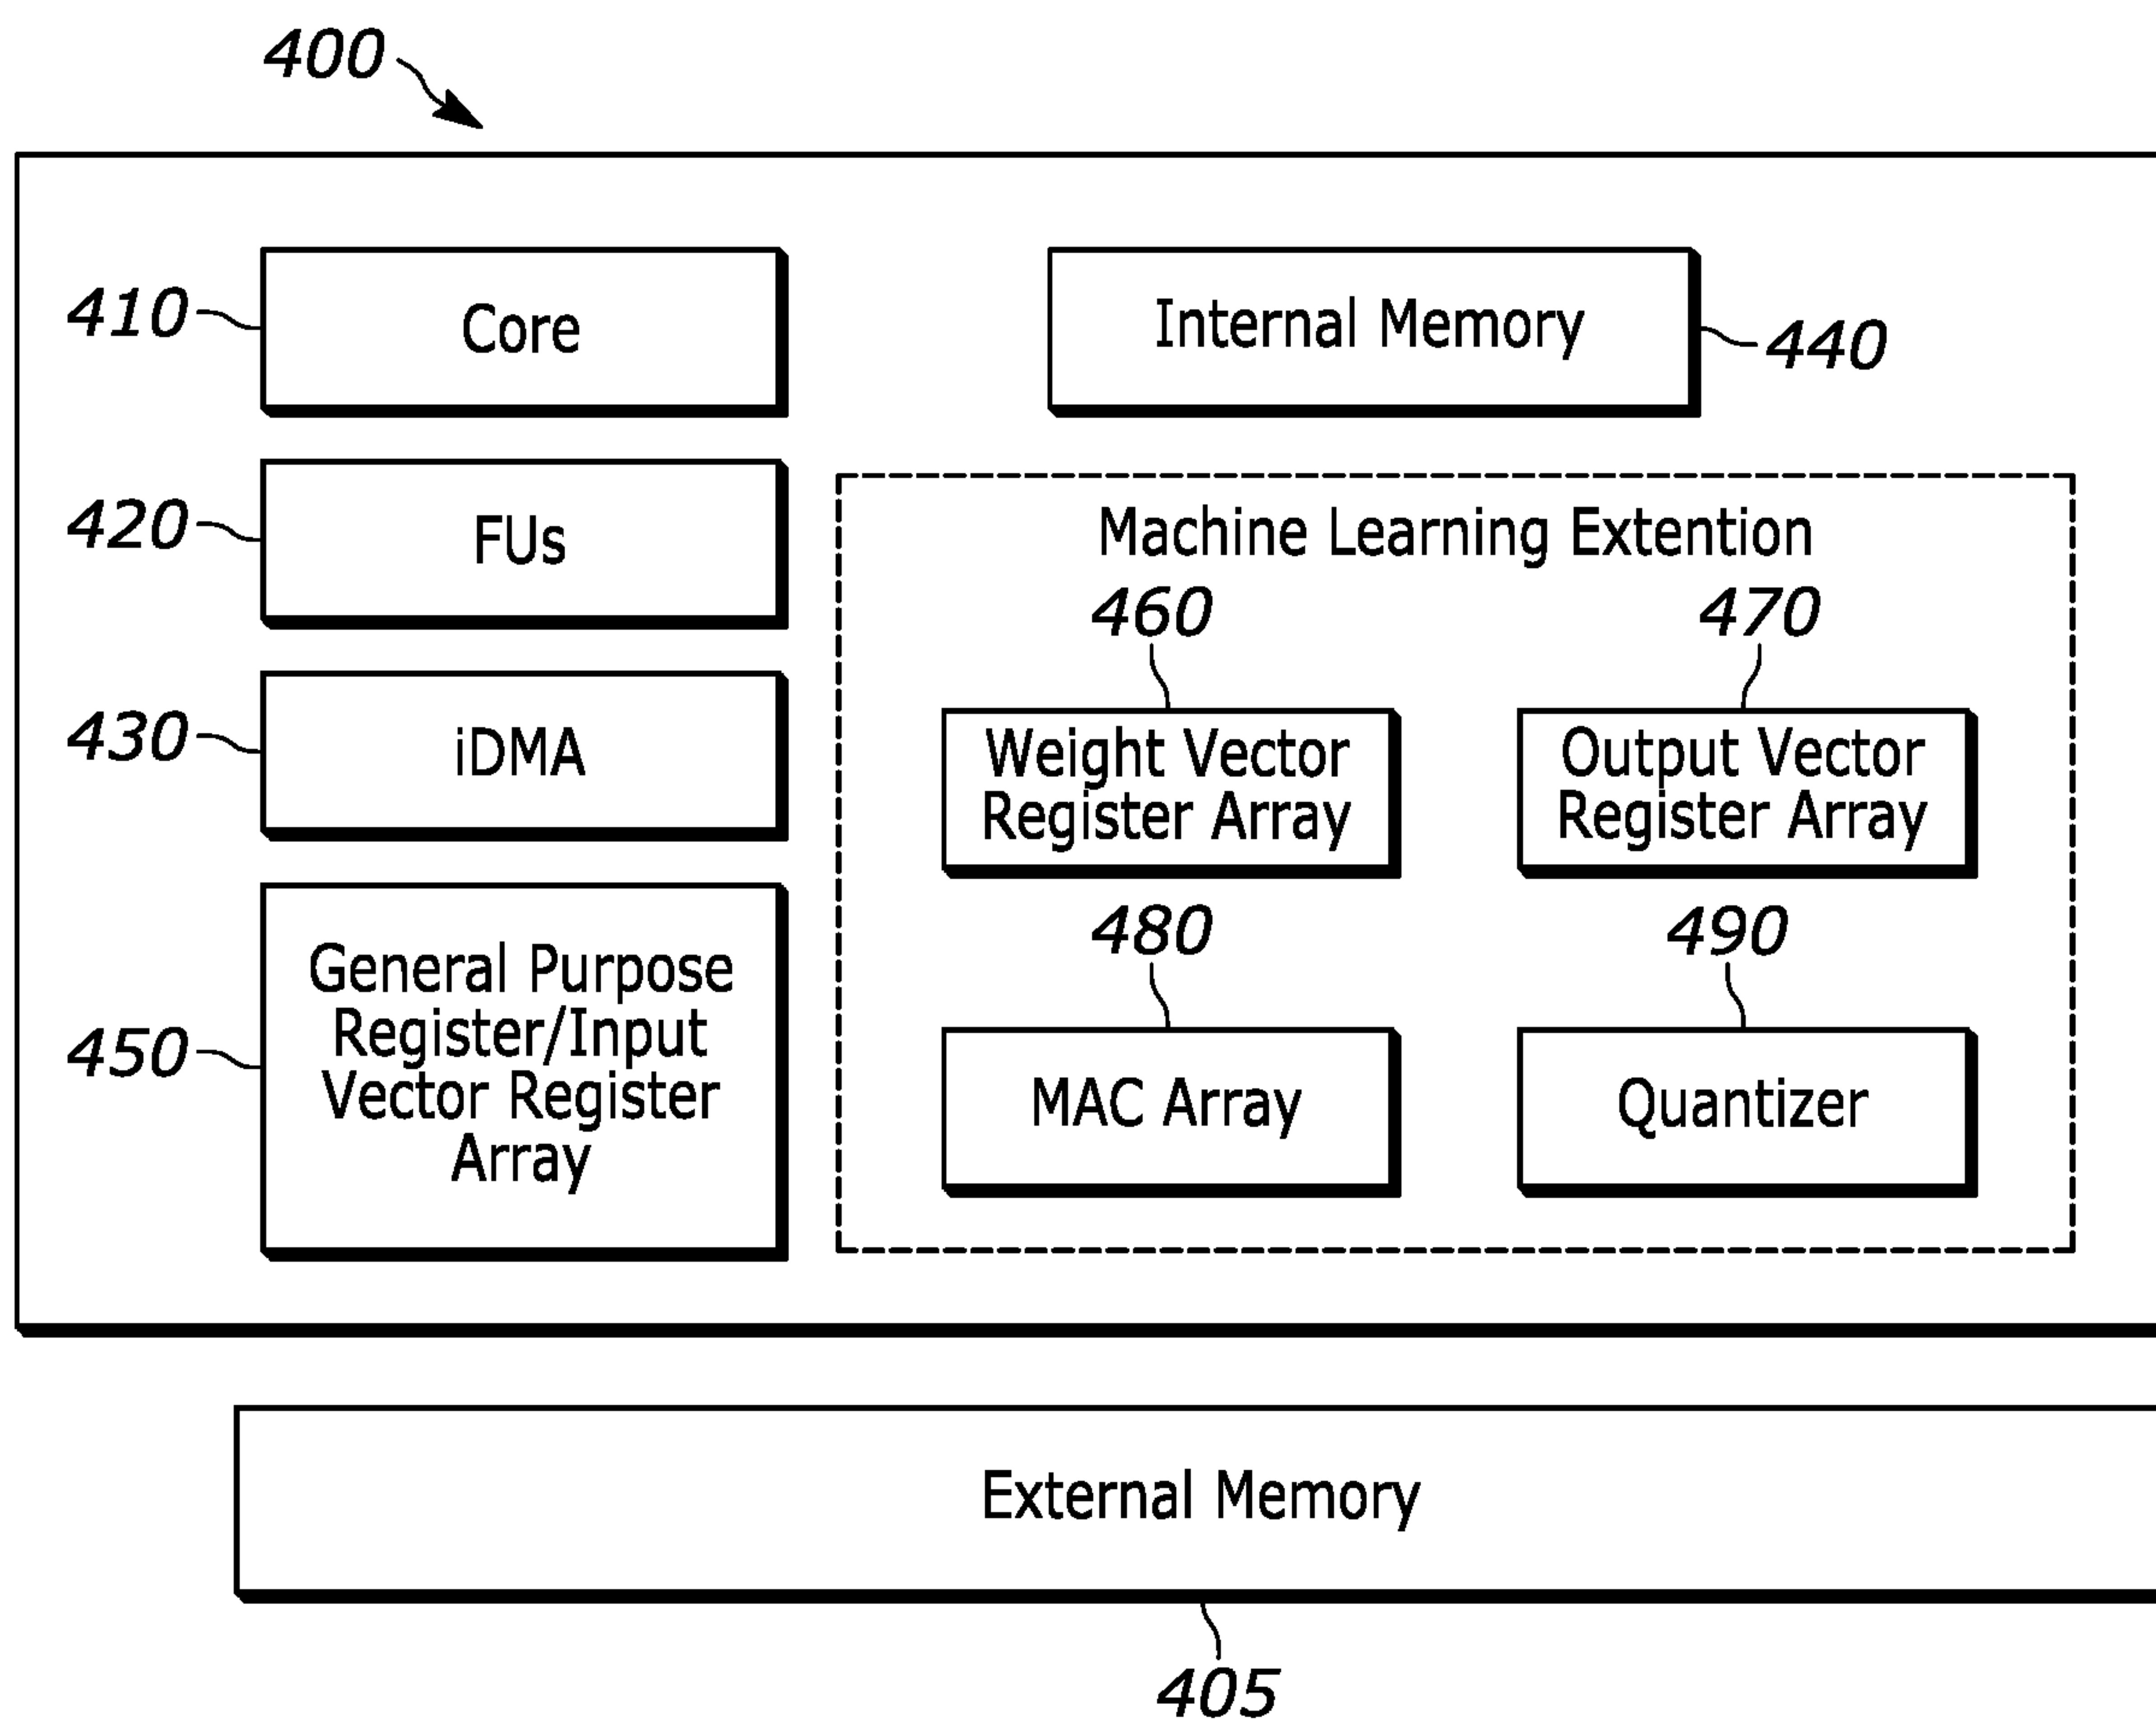 400
410
Core
Internal Memory
440
420
FUs
Machine Learning Extention
460
470
430
iDMA
Weight Vector
Register Array
Output Vector
Register Array
480
490
450
General Purpose
Register/Input
Vector Register
Array
MAC Array
Quantizer
External Memory
405